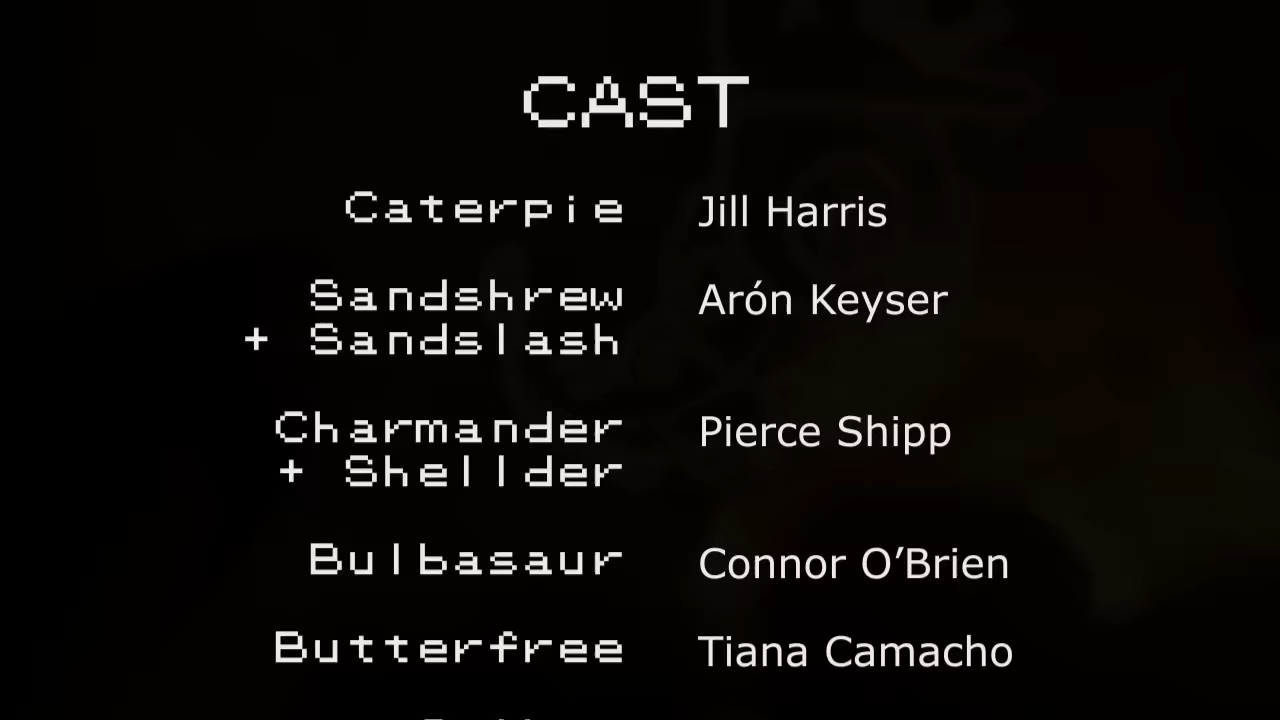 CAST
Caterpie Jill Harris
Sandshrew Arón Keyser
+ Sandslash
Charmander Pierce Shipp
+ Shellder
Bulbasaur Connor O’Brien
Butterfree Tiana Camacho